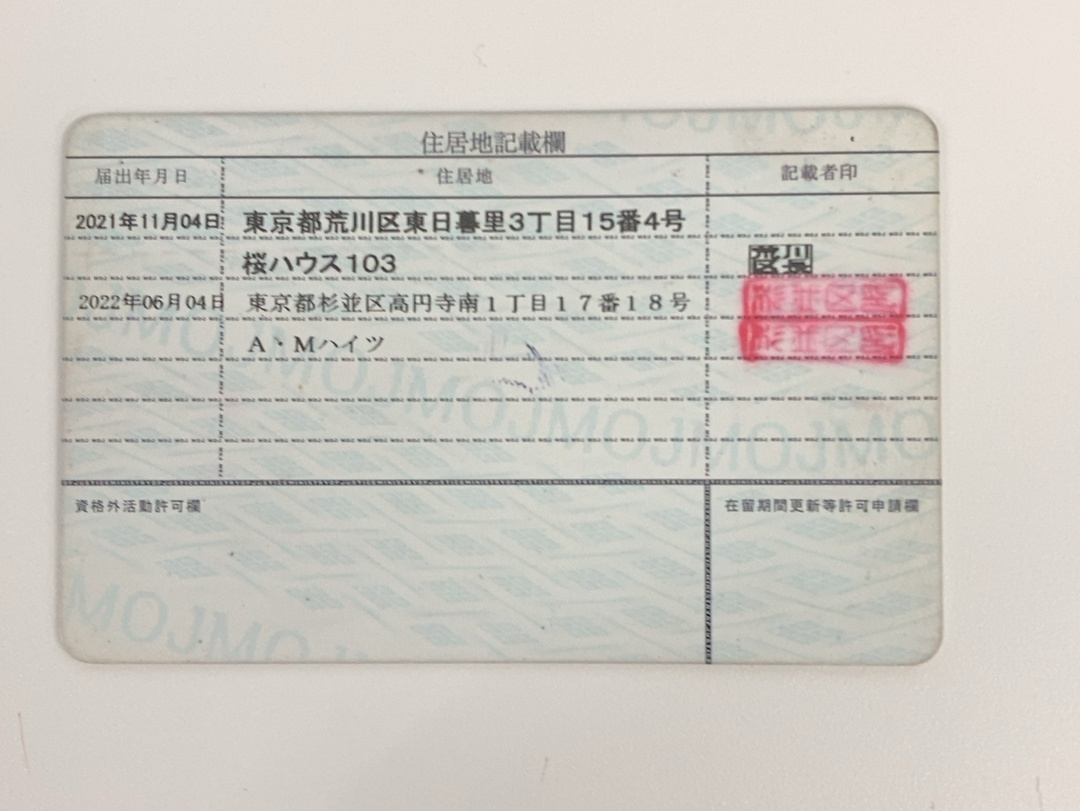 住居地記載欄
届出年月日 住居地 記載者印
2021年11月04日 東京都荒川区東日暮里3丁目15番4号
桜ハウス103 荒川区長
2022年06月04日 東京都杉並区高円寺南1丁目17番18号 杉並区
A・Mハイツ 杉並区
資格外活動許可欄 在留期間更新等許可申請欄